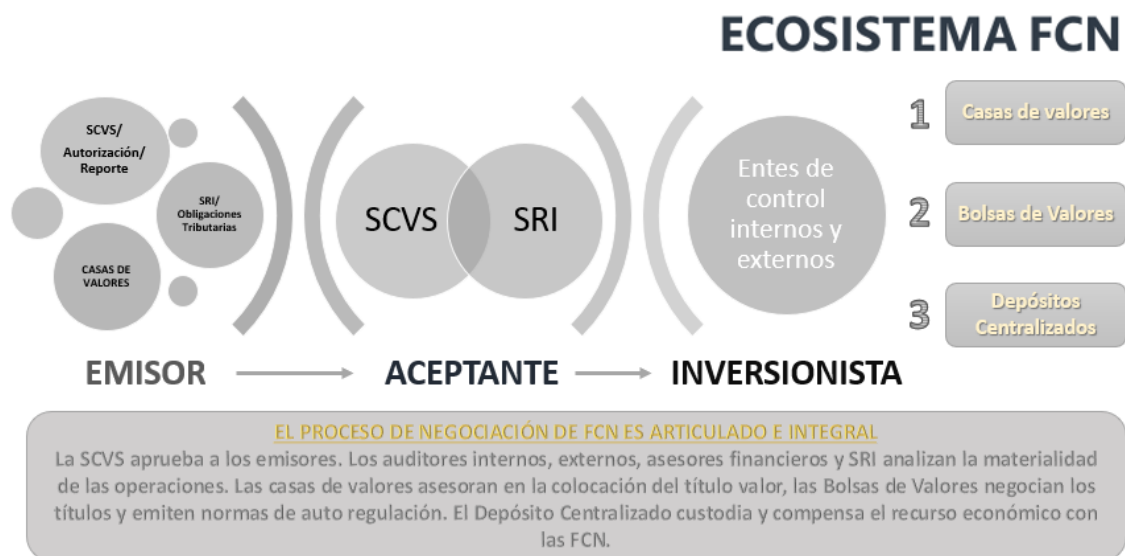 ECOSISTEMA FCN
SCVS/
Autorización/
Reporte
SRI/
Obligaciones
Tributarias
CASAS DE
VALORES
SCVS
SRI
Entes de
control
internos y
externos
1
Casas de valores
2
Bolsas de Valores
3
Depósitos
Centralizados
EMISOR
ACEPTANTE
INVERSIONISTA
EL PROCESO DE NEGOCIACIÓN DE FCN ES ARTICULADO E INTEGRAL
La SCVS aprueba a los emisores. Los auditores internos, externos, asesores financieros y SRI analizan la materialidad
de las operaciones. Las casas de valores asesoran en la colocación del título valor, las Bolsas de Valores negocian los
títulos y emiten normas de auto regulación. El Depósito Centralizado custodia y compensa el recurso económico con
las FCN.